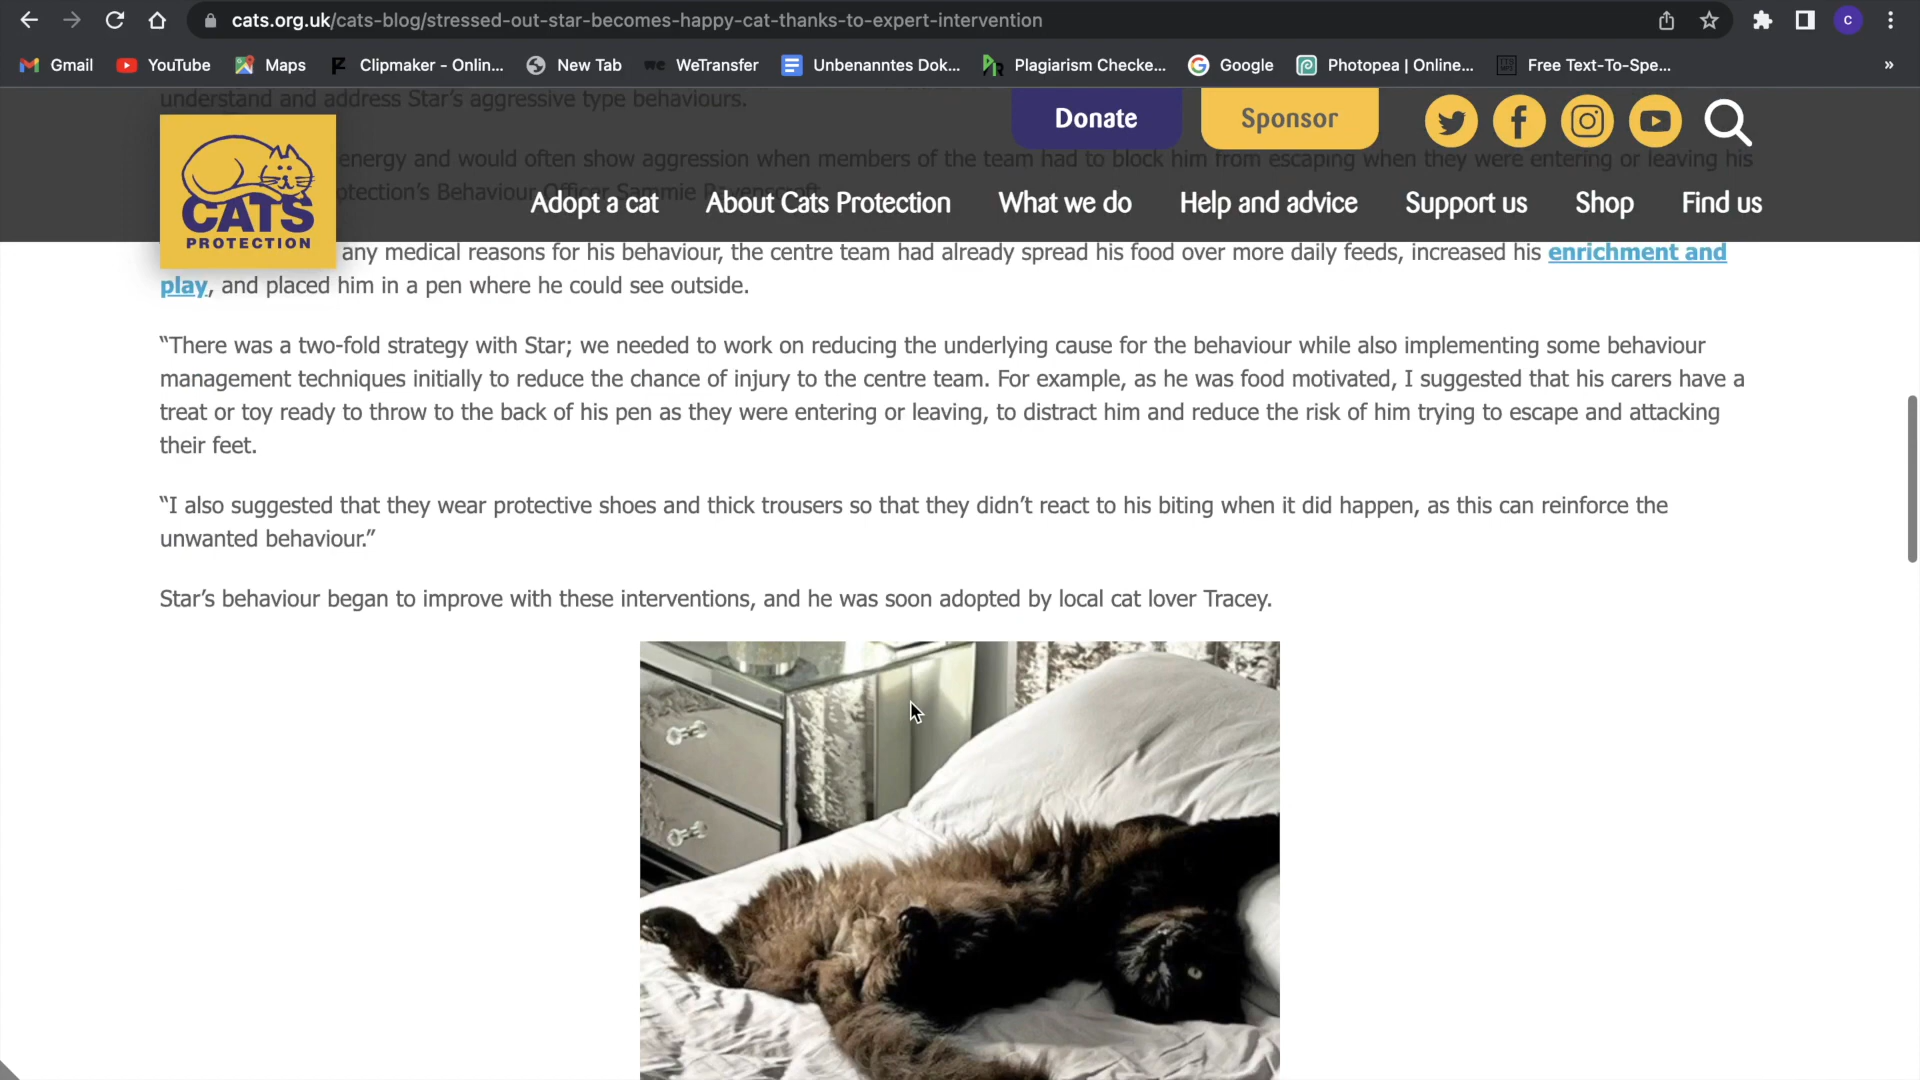 cats.org.uk/cats-blog/stressed-out-star-becomes-happy-cat-thanks-to-expert-intervention
C
Gmail YouTube Maps Clipmaker - Onlin... New Tab WeTransfer Unbenanntes Dok... Plagiarism Checke... Google Photopea | Online... Free Text-To-Spe... »
understand and address Star's aggressive type behaviours.
Donate Sponsor
energy and would often show aggression when members of the team had to block him from escaping when they were entering or leaving his
otection's Behaviour Officer Sammie Ravenscroft
CATS
PROTECTION
Adopt a cat About Cats Protection What we do Help and advice Support us Shop Find us
any medical reasons for his behaviour, the centre team had already spread his food over more daily feeds, increased his enrichment and
play, and placed him in a pen where he could see outside.
“There was a two-fold strategy with Star; we needed to work on reducing the underlying cause for the behaviour while also implementing some behaviour
management techniques initially to reduce the chance of injury to the centre team. For example, as he was food motivated, I suggested that his carers have a
treat or toy ready to throw to the back of his pen as they were entering or leaving, to distract him and reduce the risk of him trying to escape and attacking
their feet.
“I also suggested that they wear protective shoes and thick trousers so that they didn’t react to his biting when it did happen, as this can reinforce the
unwanted behaviour.”
Star’s behaviour began to improve with these interventions, and he was soon adopted by local cat lover Tracey.